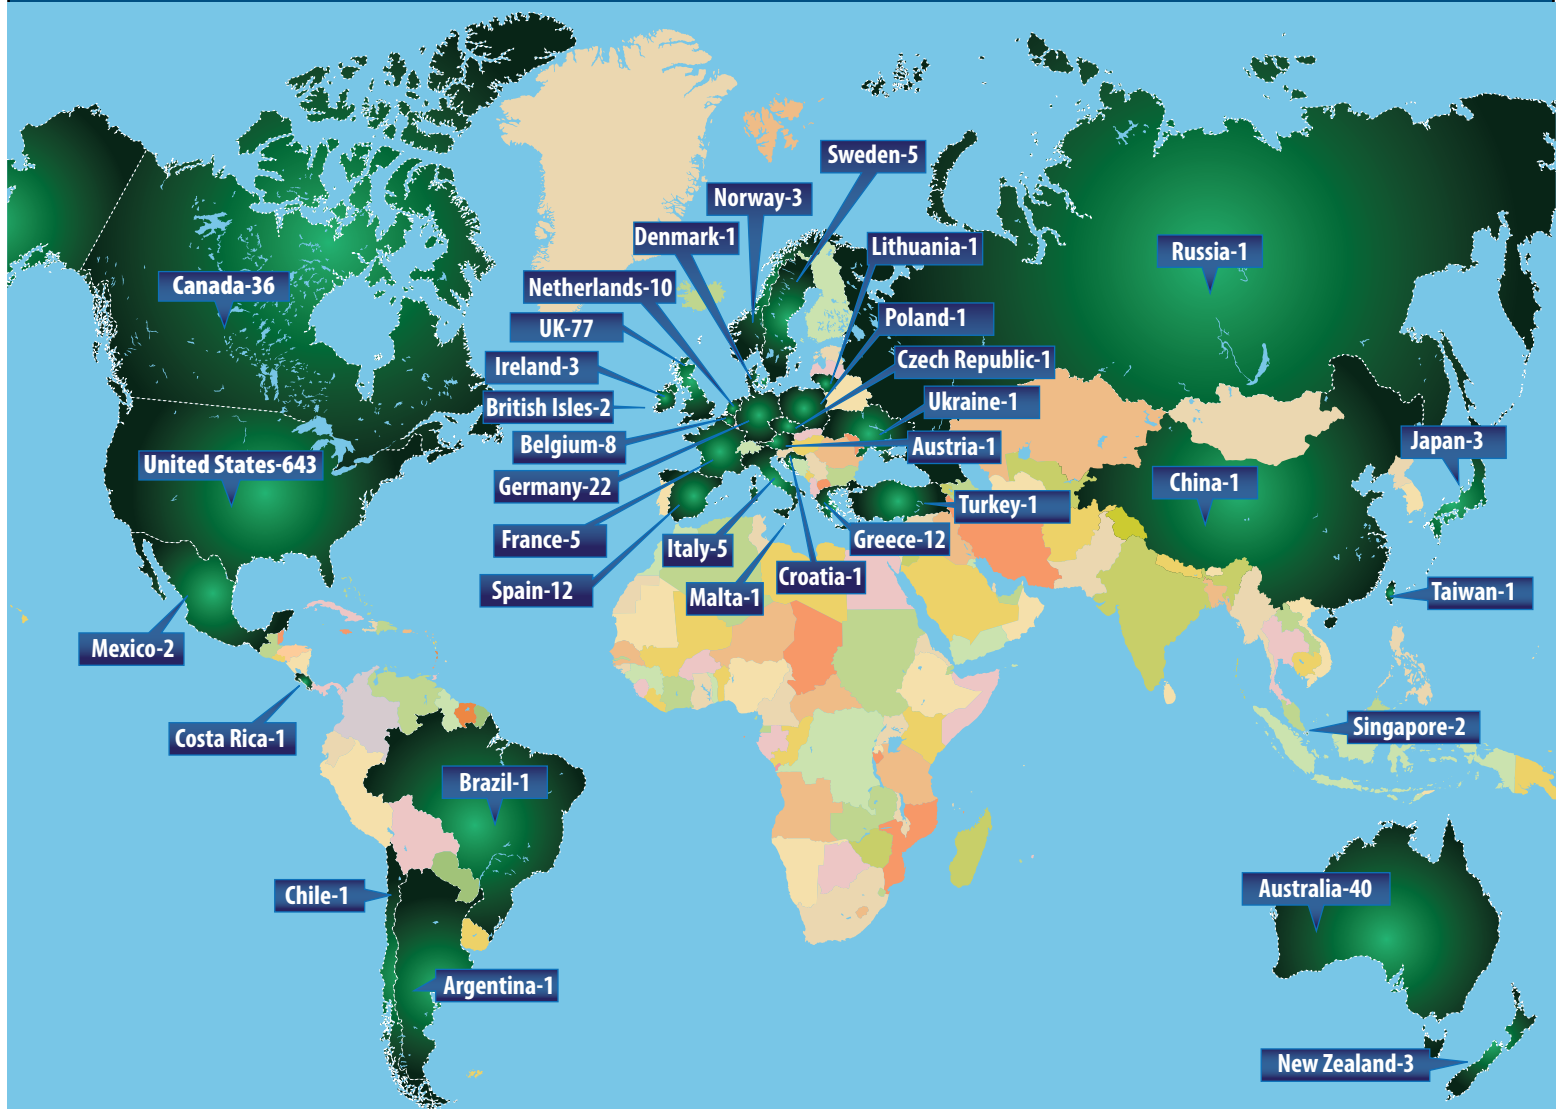 Sweden-5
Norway-3
Denmark-1
Lithuania-1
Russia-1
Canada-36
Netherlands-10
UK-77
Poland-1
Ireland-3
Czech Republic-1
British Isles-2
Ukraine-1
Belgium-8
Austria-1
Japan-3
United States-643
Germany-22
China-1
Turkey-1
France-5
Italy-5
Greece-12
Croatia-1
Spain-12
Malta-1
Taiwan-1
Mexico-2
Costa Rica-1
Singapore-2
Brazil-1
Chile-1
Australia-40
Argentina-1
New Zealand-3